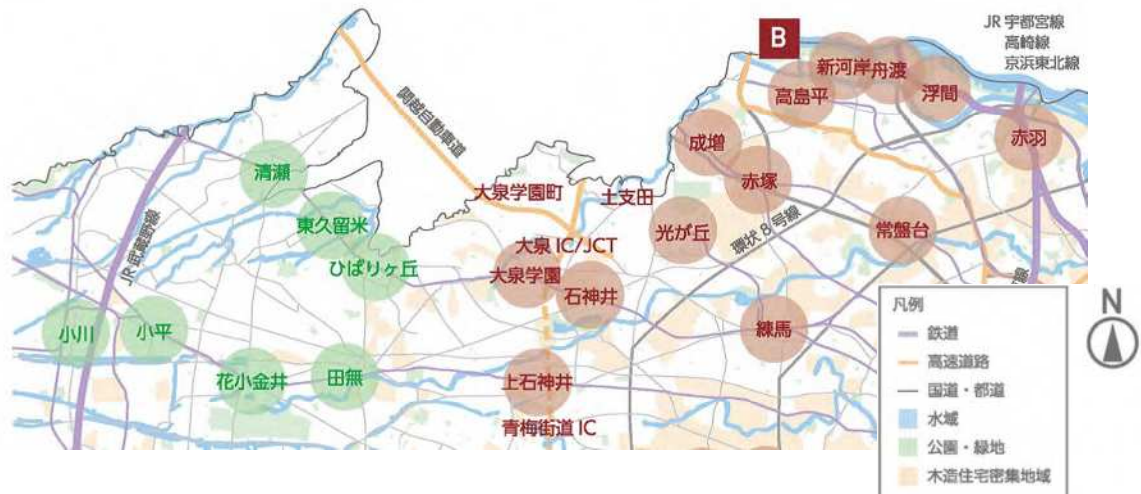 JR 宇都宮線
高崎線
京浜東北線
B
新河岸
舟渡
高島平
浮間
赤羽
関越自動車道
成増
清瀬
赤塚
大泉学園町
土支田
東久留米
光が丘
環状8号線
常盤台
JR 武蔵野線
大泉 IC/JCT
ひばりヶ丘
大泉学園
石神井
小川
小平
練馬
花小金井
田無
上石神井
青梅街道 IC
凡例
鉄道
高速道路
国道・都道
水域
公園・緑地
木造住宅密集地域
N